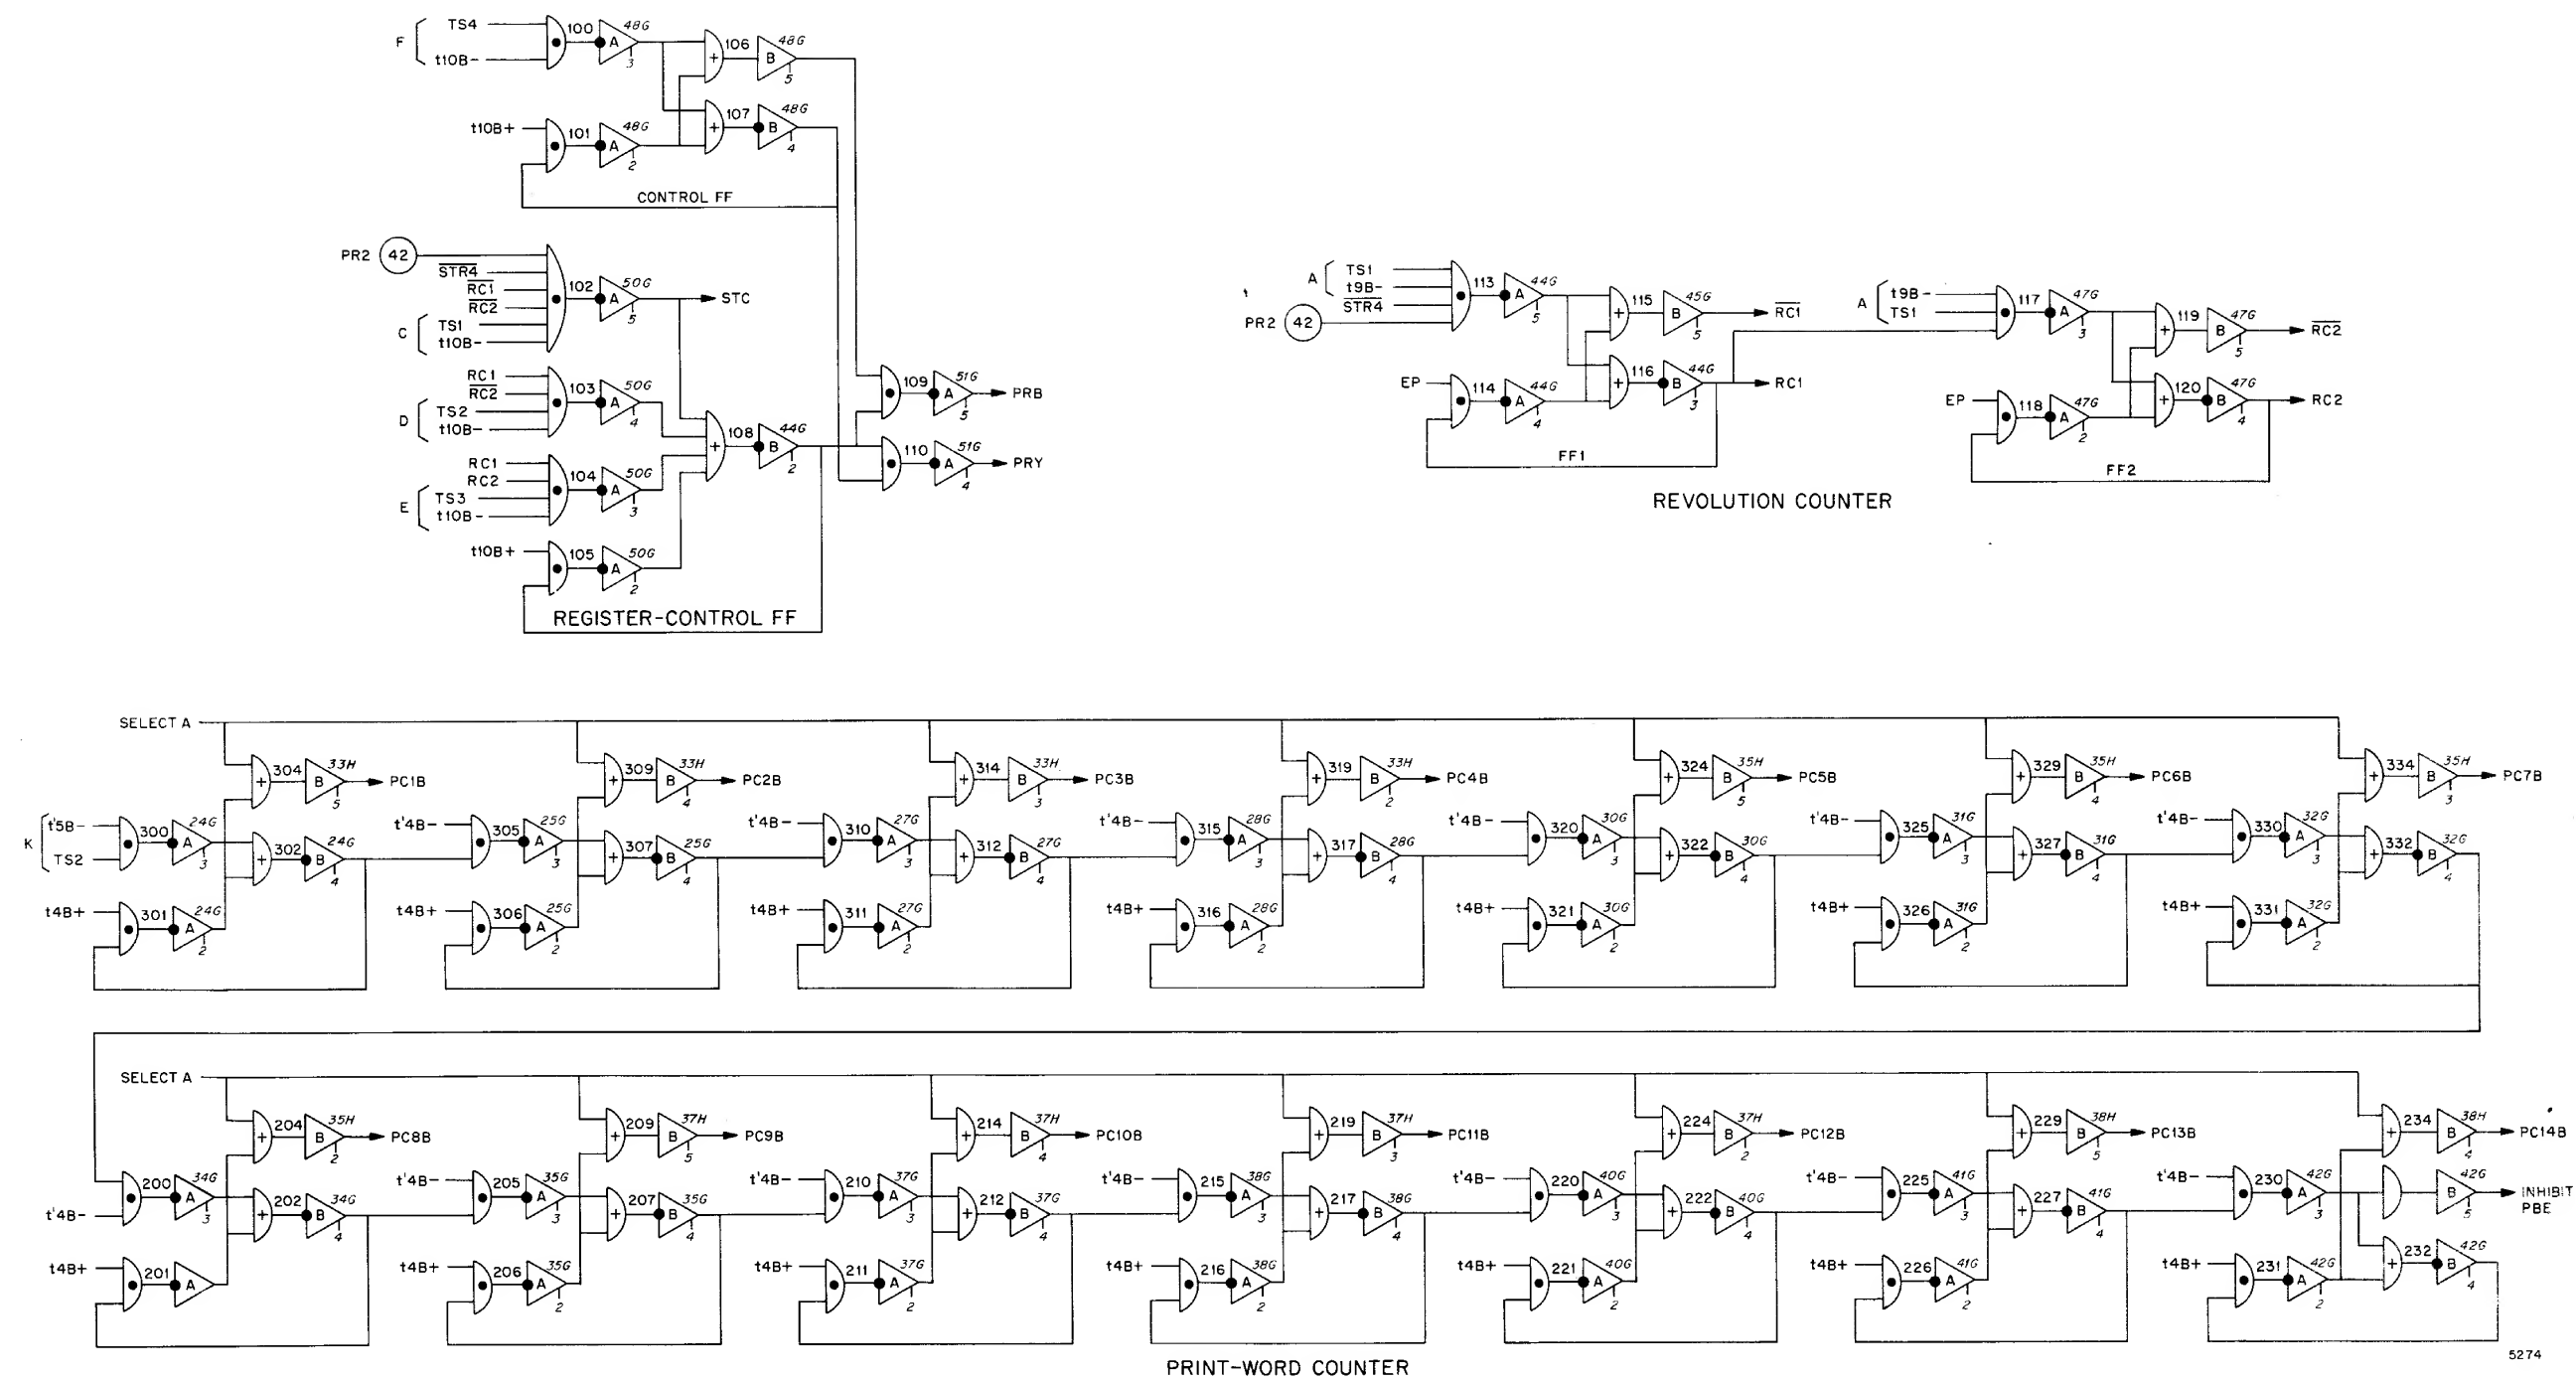 F TS4 100 A 48G 3 106 B 48G 5
t10B-
t10B+ 101 A 48G 2 107 B 48G 4
CONTROL FF
PR2 42
STR4
RC1
RC2 102 A 50G 5 STC
C TS1
t10B-
RC1 103 A 50G 4
RC2
D TS2
t10B-
108 B 44G 2
109 A 51G 5 PRB
110 A 51G 4 PRY
RC1 104 A 50G 3
RC2
E TS3
t10B-
t10B+ 105 A 50G 2
REGISTER-CONTROL FF
A TS1 113 A 44G 5 115 B 45G 5 RC1
t9B-
STR4
PR2 42
EP 114 A 44G 4 116 B 44G 3 RC1
FF1
A t9B- 117 A 47G 3 119 B 47G 5 RC2
TS1
EP 118 A 47G 2 120 B 47G 4 RC2
FF2
REVOLUTION COUNTER
SELECT A
304 B 33H 5 PC1B
309 B 33H 4 PC2B
314 B 33H 3 PC3B
319 B 33H 2 PC4B
324 B 35H 5 PC5B
329 B 35H 4 PC6B
334 B 35H 3 PC7B
K t'5B- 300 A 24G 3 302 B 24G 4
TS2
t'4B- 305 A 25G 3 307 B 25G 4
t'4B- 310 A 27G 3 312 B 27G 4
t'4B- 315 A 28G 3 317 B 28G 4
t'4B- 320 A 30G 3 322 B 30G 4
t'4B- 325 A 31G 3 327 B 31G 4
t'4B- 330 A 32G 3 332 B 32G 4
t4B+ 301 A 24G 2
t4B+ 306 A 25G 2
t4B+ 311 A 27G 2
t4B+ 316 A 28G 2
t4B+ 321 A 30G 2
t4B+ 326 A 31G 2
t4B+ 331 A 32G 2
SELECT A
204 B 35H 2 PC8B
209 B 37H 5 PC9B
214 B 37H 4 PC10B
219 B 37H 3 PC11B
224 B 37H 2 PC12B
229 B 38H 5 PC13B
234 B 38H 4 PC14B
t'4B- 200 A 34G 3 202 B 34G 4
t'4B- 205 A 35G 3 207 B 35G 4
t'4B- 210 A 37G 3 212 B 37G 4
t'4B- 215 A 38G 3 217 B 38G 4
t'4B- 220 A 40G 3 222 B 40G 4
t'4B- 225 A 41G 3 227 B 41G 4
t'4B- 230 A 42G 3 B 42G 5 INHIBIT
PBE
232 B 42G 4
t4B+ 201 A
t4B+ 206 A 35G 2
t4B+ 211 A 37G 2
t4B+ 216 A 38G 2
t4B+ 221 A 40G 2
t4B+ 226 A 41G 2
t4B+ 231 A 42G 2
PRINT-WORD COUNTER
5274